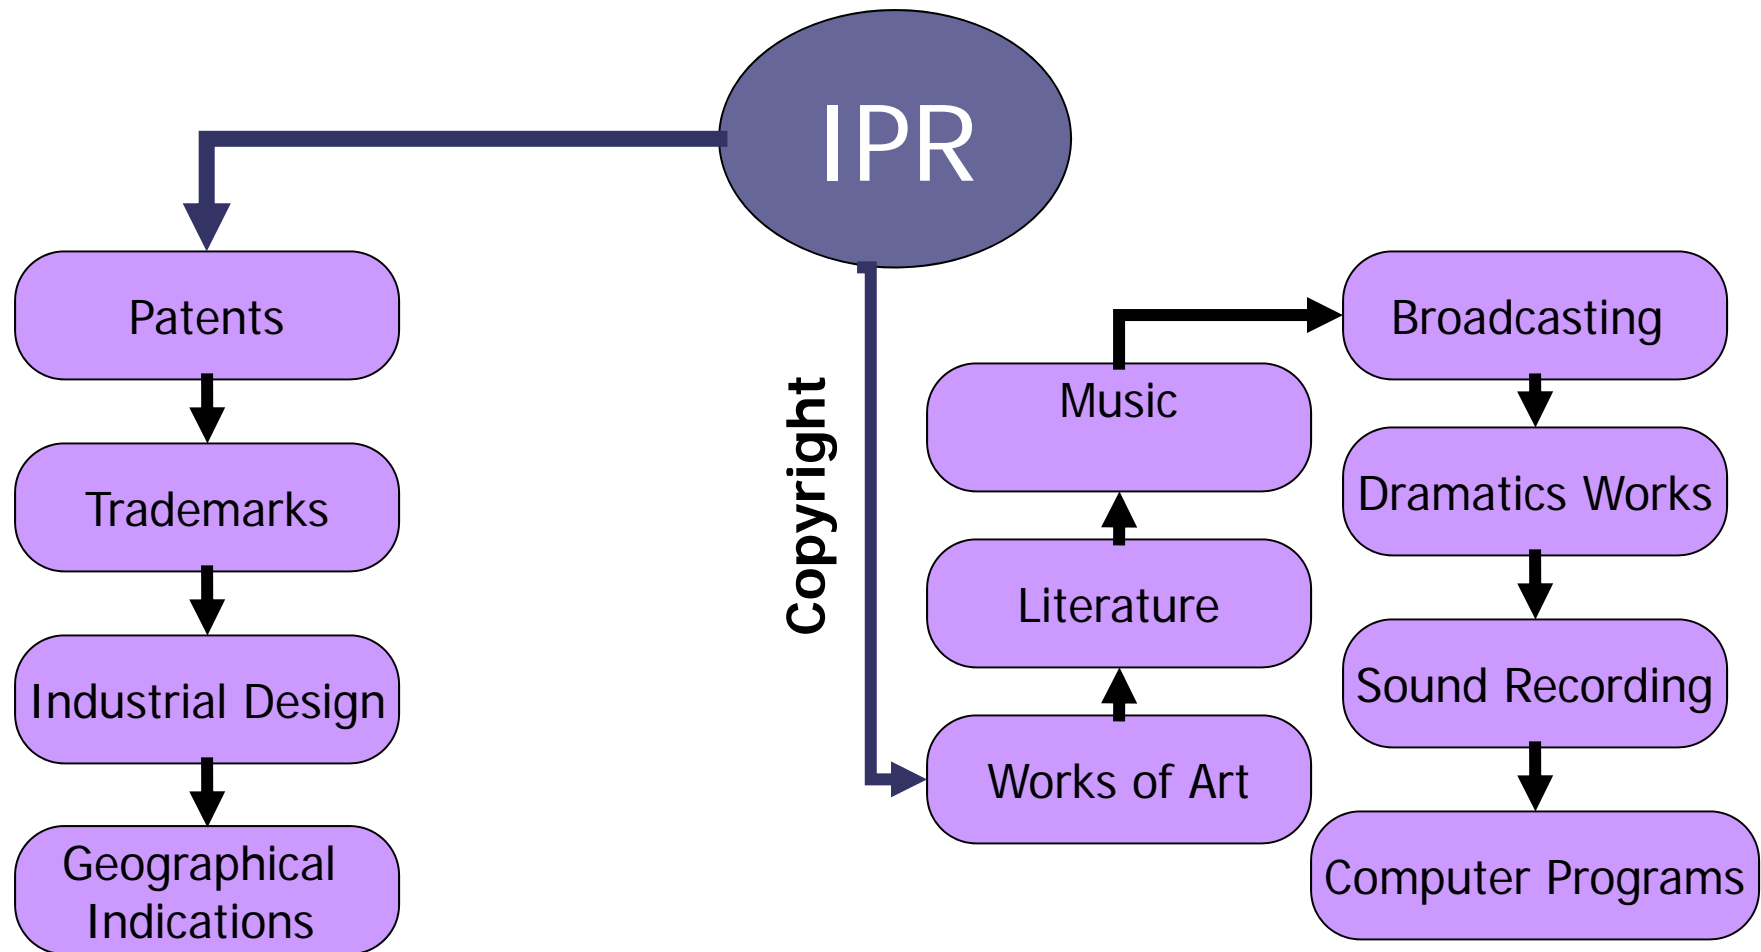 IPR
Patents
Trademarks
Industrial Design
Geographical
Indications
Copyright
Works of Art
Literature
Music
Broadcasting
Dramatics Works
Sound Recording
Computer Programs